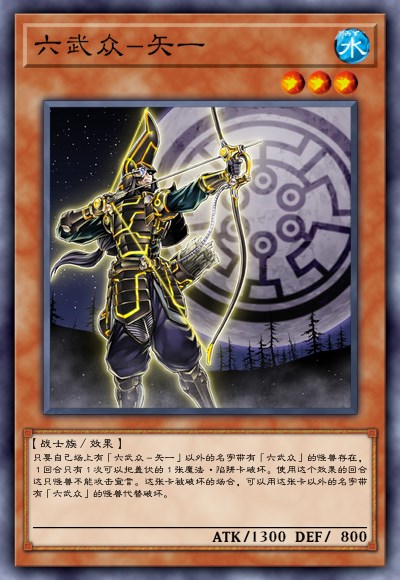 六武众－矢一
水
【战士族／效果】
只要自己场上有「六武众－矢一」以外的名字带有「六武众」的怪兽存在，
1回合只有1次可以把盖伏的1张魔法·陷阱卡破坏。使用这个效果的回合
这只怪兽不能攻击宣言。这张卡被破坏的场合，可以用这张卡以外的名字带
有「六武众」的怪兽代替破坏。
ATK/1300 DEF/ 800